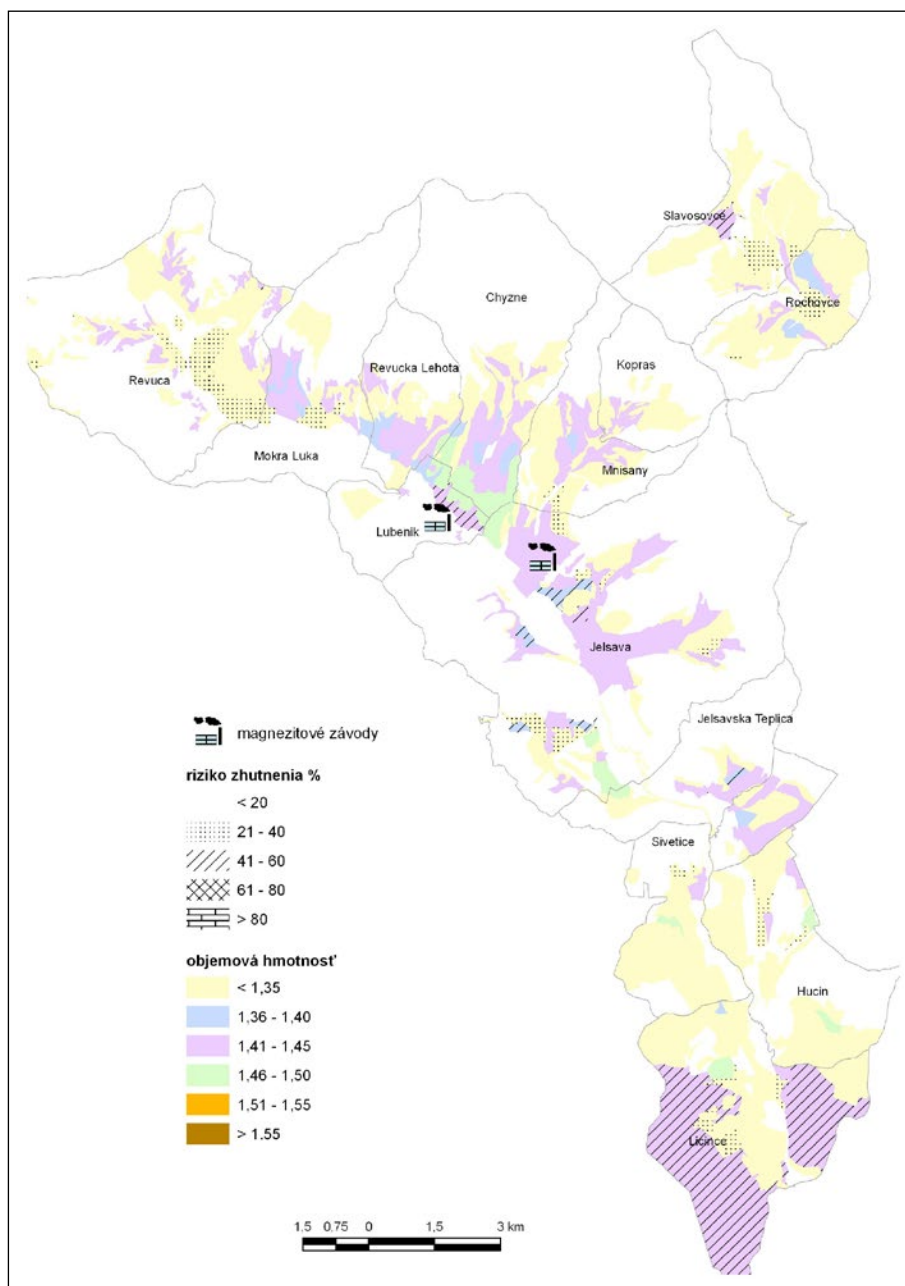 Slavosovce
Rochovce
Chyzne
Kopras
Revucka Lehota
Revuca
Mokra Luka
Mnisany
Lubenik
Jelsava
Jelsavska Teplica
magnezitové závody
riziko zhutnenia %
< 20
21 - 40
41 - 60
61 - 80
> 80
Sivetice
objemová hmotnosť
< 1,35
1,36 - 1,40
1,41 - 1,45
1,46 - 1,50
1,51 - 1,55
> 1.55
Hucin
Licince
1,5 0,75 0 1,5 3 km